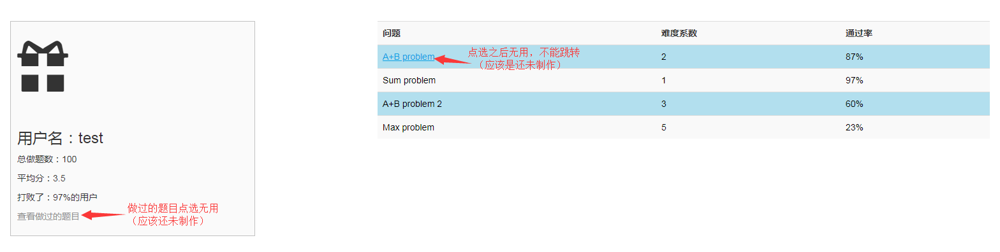 用户名：test
总做题数：100
平均分：3.5
打败了：97%的用户
查看做过的题目
做过的题目点选无用
（应该还未制作）
问题 难度系数 通过率
A+B problem 2 87%
点选之后无用，不能跳转
（应该是还未制作）
Sum problem 1 97%
A+B problem 2 3 60%
Max problem 5 23%